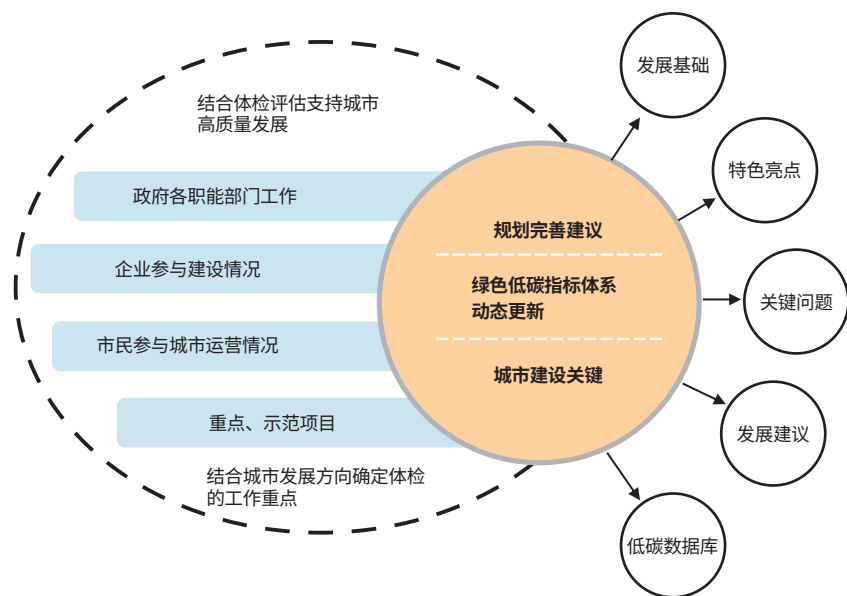 结合体检评估支持城市
高质量发展
政府各职能部门工作
企业参与建设情况
市民参与城市运营情况
重点、示范项目
结合城市发展方向确定体检
的工作重点
规划完善建议
绿色低碳指标体系
动态更新
城市建设关键
发展基础
特色亮点
关键问题
发展建议
低碳数据库